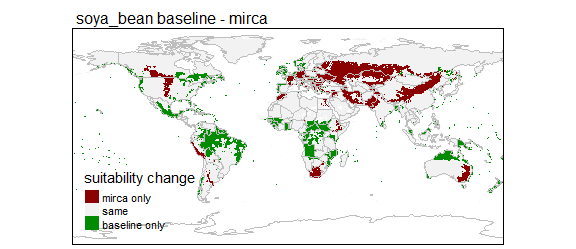 soya_bean baseline - mirca
suitability change
mirca only
same
baseline only